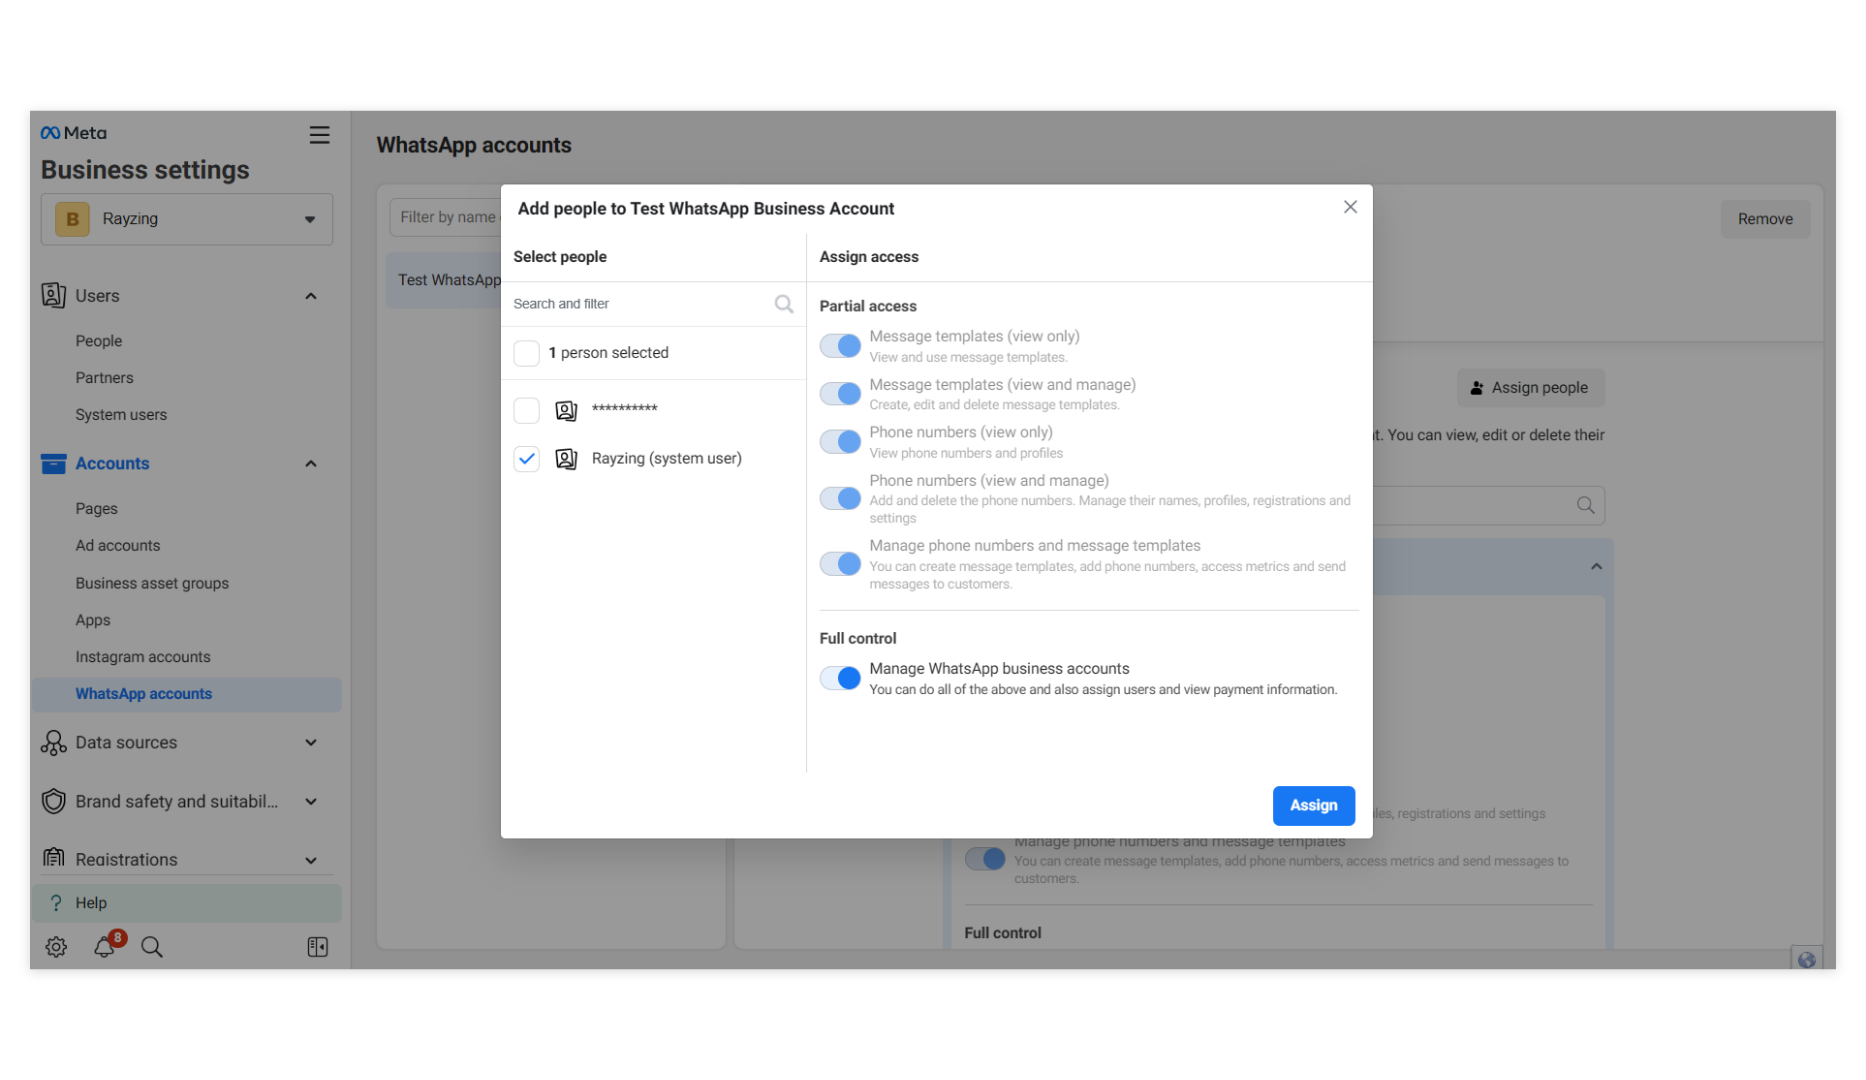 Meta
Business settings
B Rayzing
Users
People
Partners
System users
Accounts
Pages
Ad accounts
Business asset groups
Apps
Instagram accounts
WhatsApp accounts
Data sources
Brand safety and suitabil...
Registrations
? Help
8
WhatsApp accounts
Filter by name
Test WhatsApp
Remove
Assign people
t. You can view, edit or delete their
Add people to Test WhatsApp Business Account
Select people
Search and filter
1 person selected
**********
Rayzing (system user)
Assign access
Partial access
Message templates (view only)
View and use message templates.
Message templates (view and manage)
Create, edit and delete message templates.
Phone numbers (view only)
View phone numbers and profiles
Phone numbers (view and manage)
Add and delete the phone numbers. Manage their names, profiles, registrations and
settings
Manage phone numbers and message templates
You can create message templates, add phone numbers, access metrics and send
messages to customers.
Full control
Manage WhatsApp business accounts
You can do all of the above and also assign users and view payment information.
Assign
registrations and settings
Manage phone numbers and message templates
You can create message templates, add phone numbers, access metrics and send messages to
customers.
Full control